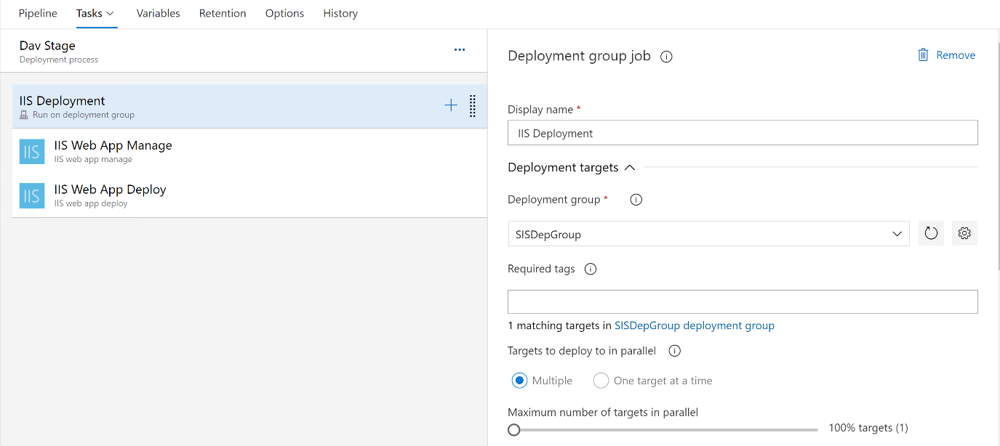 Pipeline Tasks Variables Retention Options History
Dav Stage
Deployment process
IIS Deployment
Run on deployment group
IIS
IIS Web App Manage
IIS web app manage
IIS
IIS Web App Deploy
IIS web app deploy
Deployment group job
Remove
Display name *
IIS Deployment
Deployment targets
Deployment group *
SISDepGroup
Required tags
1 matching targets in SISDepGroup deployment group
Targets to deploy to in parallel
Multiple One target at a time
Maximum number of targets in parallel
100% targets (1)